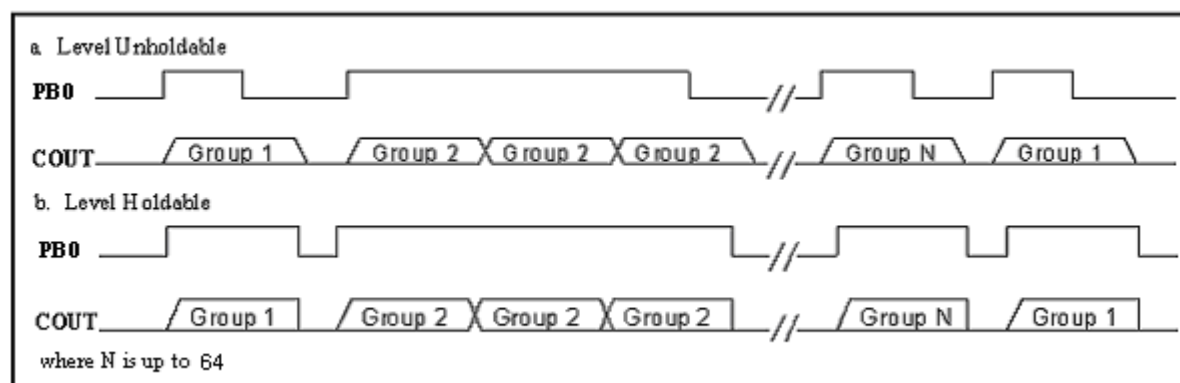 a. Level Unholdable
PB0
//
COUT Group 1 Group 2 Group 2 Group 2 // Group N Group 1
b. Level Holdable
PB0
//
COUT Group 1 Group 2 Group 2 Group 2 // Group N Group 1
where N is up to 64